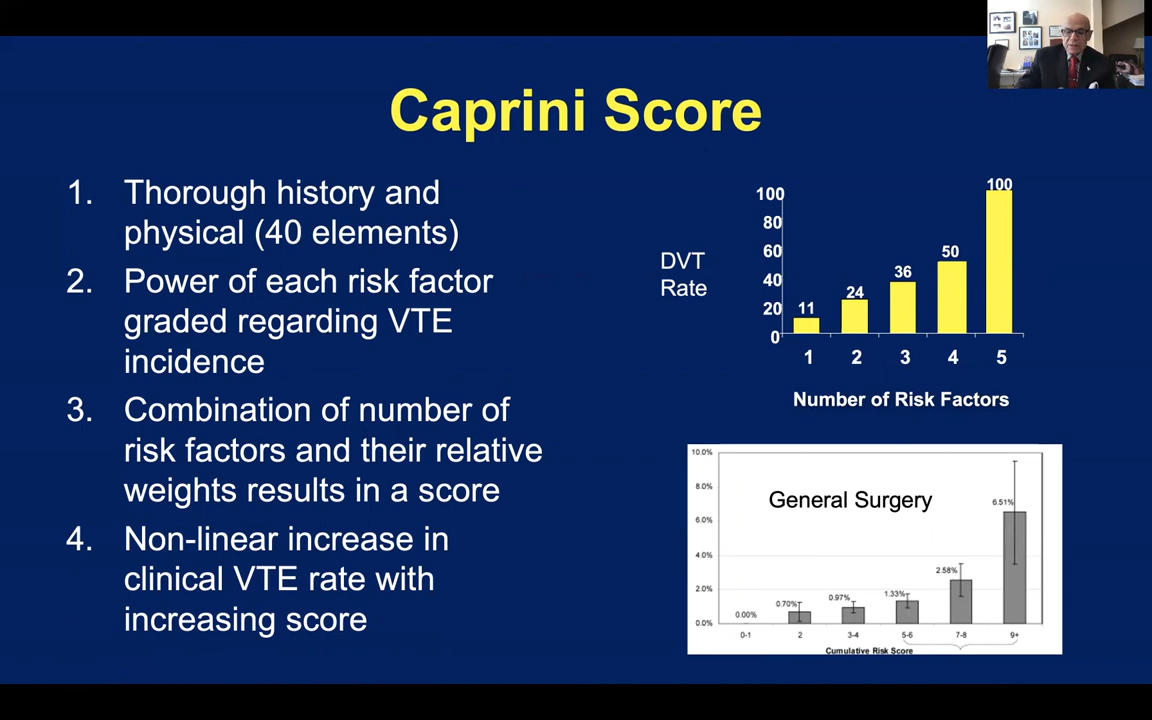 Caprini Score
1. Thorough history and
physical (40 elements)
2. Power of each risk factor
graded regarding VTE
incidence
3. Combination of number of
risk factors and their relative
weights results in a score
4. Non-linear increase in
clinical VTE rate with
increasing score
DVT
Rate
100
80
60
40
20
0
11
24
36
50
100
1 2 3 4 5
Number of Risk Factors
General Surgery
10.0%
8.0%
6.0%
4.0%
2.0%
0.0%
0.00%
0.70%
0.97%
1.33%
2.58%
6.51%
0-1 2 3-4 5-6 7-8 9+
Cumulative Risk Score